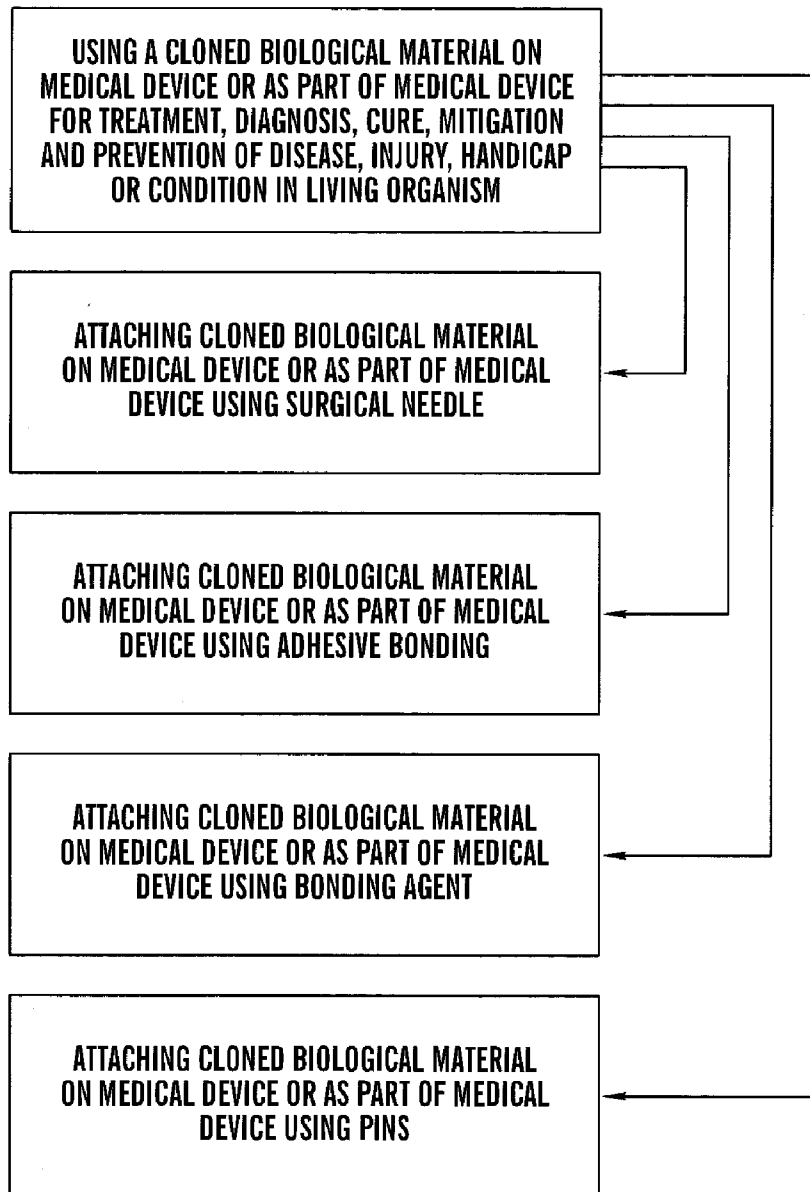 USING A CLONED BIOLOGICAL MATERIAL ON
MEDICAL DEVICE OR AS PART OF MEDICAL DEVICE
FOR TREATMENT, DIAGNOSIS, CURE, MITIGATION
AND PREVENTION OF DISEASE, INJURY, HANDICAP
OR CONDITION IN LIVING ORGANISM
ATTACHING CLONED BIOLOGICAL MATERIAL
ON MEDICAL DEVICE OR AS PART OF MEDICAL
DEVICE USING SURGICAL NEEDLE
ATTACHING CLONED BIOLOGICAL MATERIAL
ON MEDICAL DEVICE OR AS PART OF MEDICAL
DEVICE USING ADHESIVE BONDING
ATTACHING CLONED BIOLOGICAL MATERIAL
ON MEDICAL DEVICE OR AS PART OF MEDICAL
DEVICE USING BONDING AGENT
ATTACHING CLONED BIOLOGICAL MATERIAL
ON MEDICAL DEVICE OR AS PART OF MEDICAL
DEVICE USING PINS